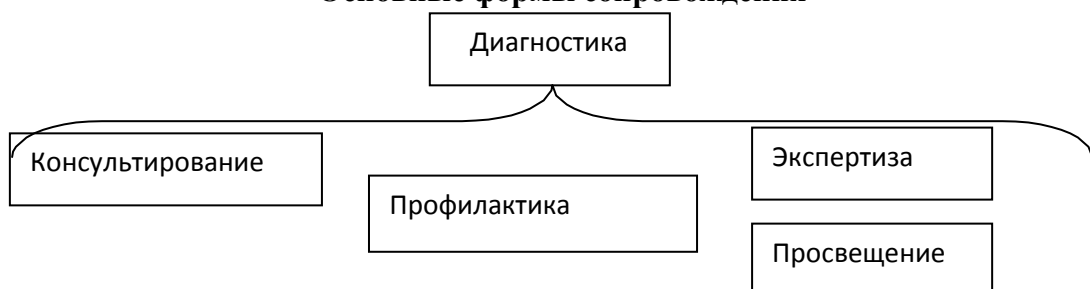 Основные формы сопровождения
Диагностика
Консультирование
Экспертиза
Профилактика
Просвещение